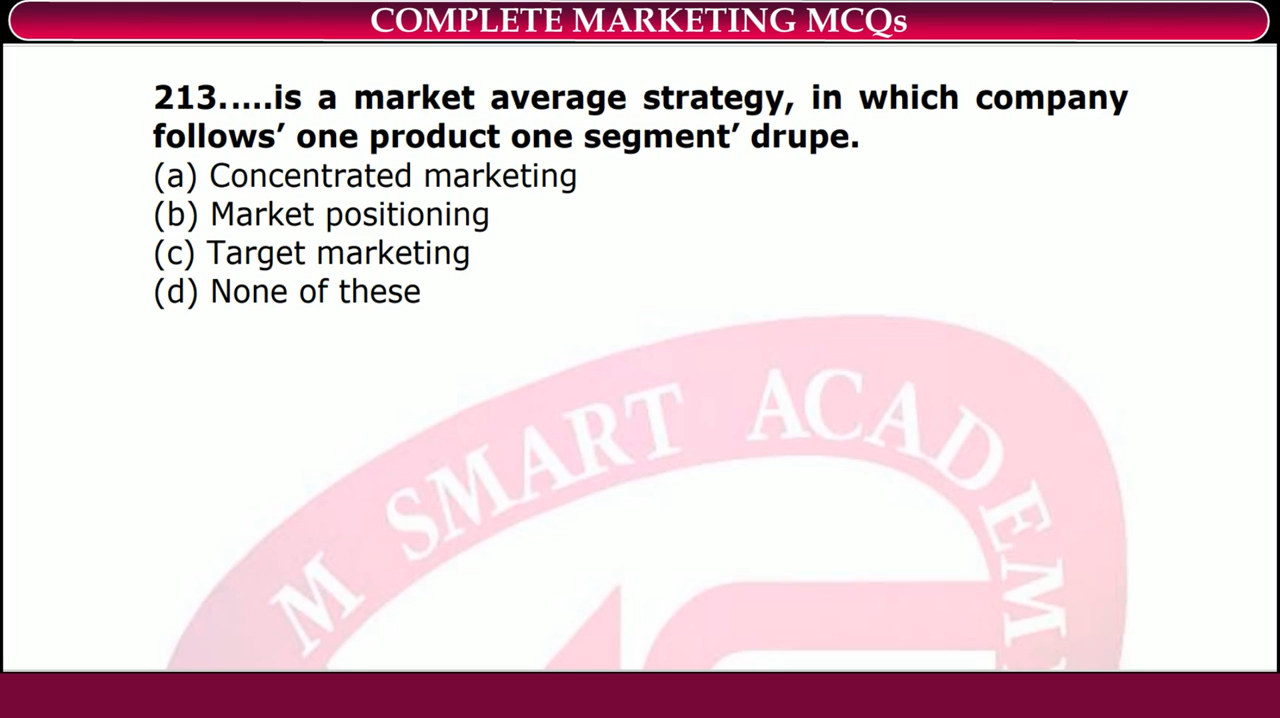 COMPLETE MARKETING MCQs
213.....is a market average strategy, in which company
follows’ one product one segment’ drupe.
(a) Concentrated marketing
(b) Market positioning
(c) Target marketing
(d) None of these
M SMART ACADEM